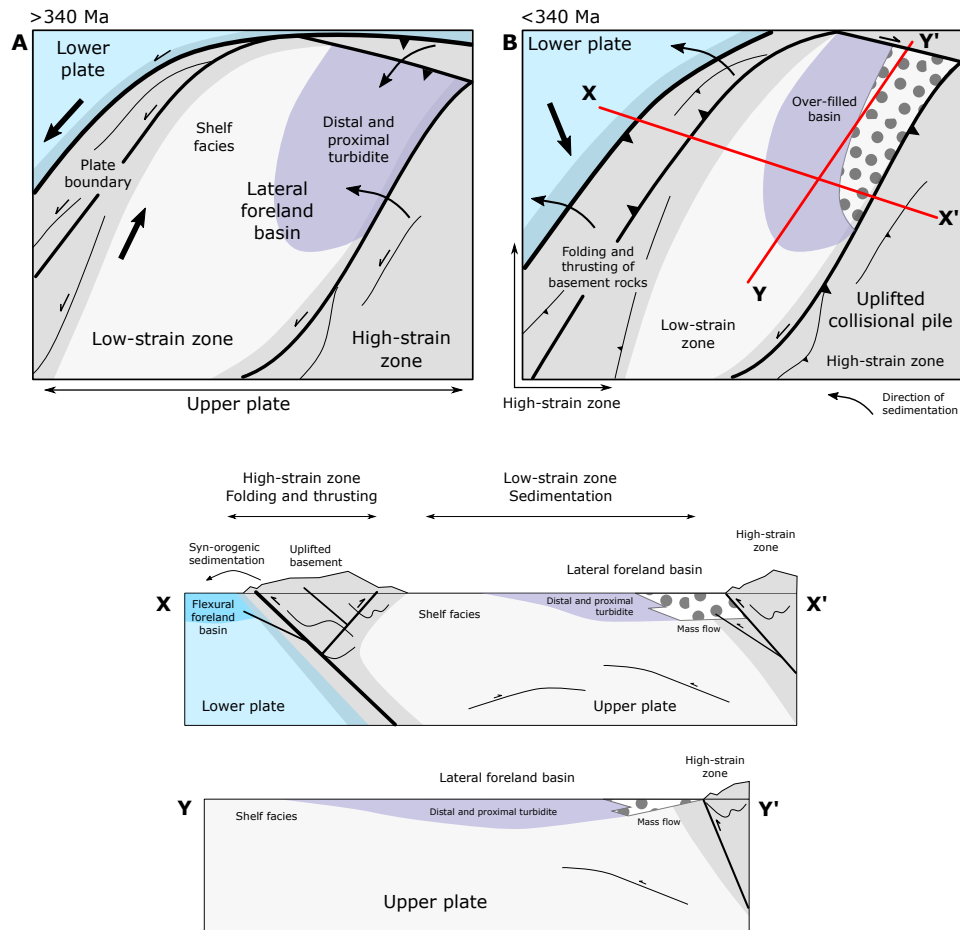 >340 Ma
A
Lower
plate
Shelf
facies
Distal and
proximal
turbidite
Plate
boundary
Lateral
foreland
basin
Low-strain zone
High-strain
zone
Upper plate
<340 Ma
B
Lower plate
Y'
X
Over-filled
basin
X'
Folding and
thrusting of
basement rocks
Y
Uplifted
collisional pile
Low-strain
zone
High-strain zone
High-strain zone
Direction of
sedimentation
High-strain zone
Folding and thrusting
Low-strain zone
Sedimentation
High-strain
zone
Syn-orogenic
sedimentation
Uplifted
basement
Lateral foreland basin
X
X'
Flexural
foreland
basin
Shelf facies
Distal and proximal
turbidite
Mass flow
Lower plate
Upper plate
High-strain
zone
Lateral foreland basin
Y
Y'
Shelf facies
Distal and proximal turbidite
Mass flow
Upper plate